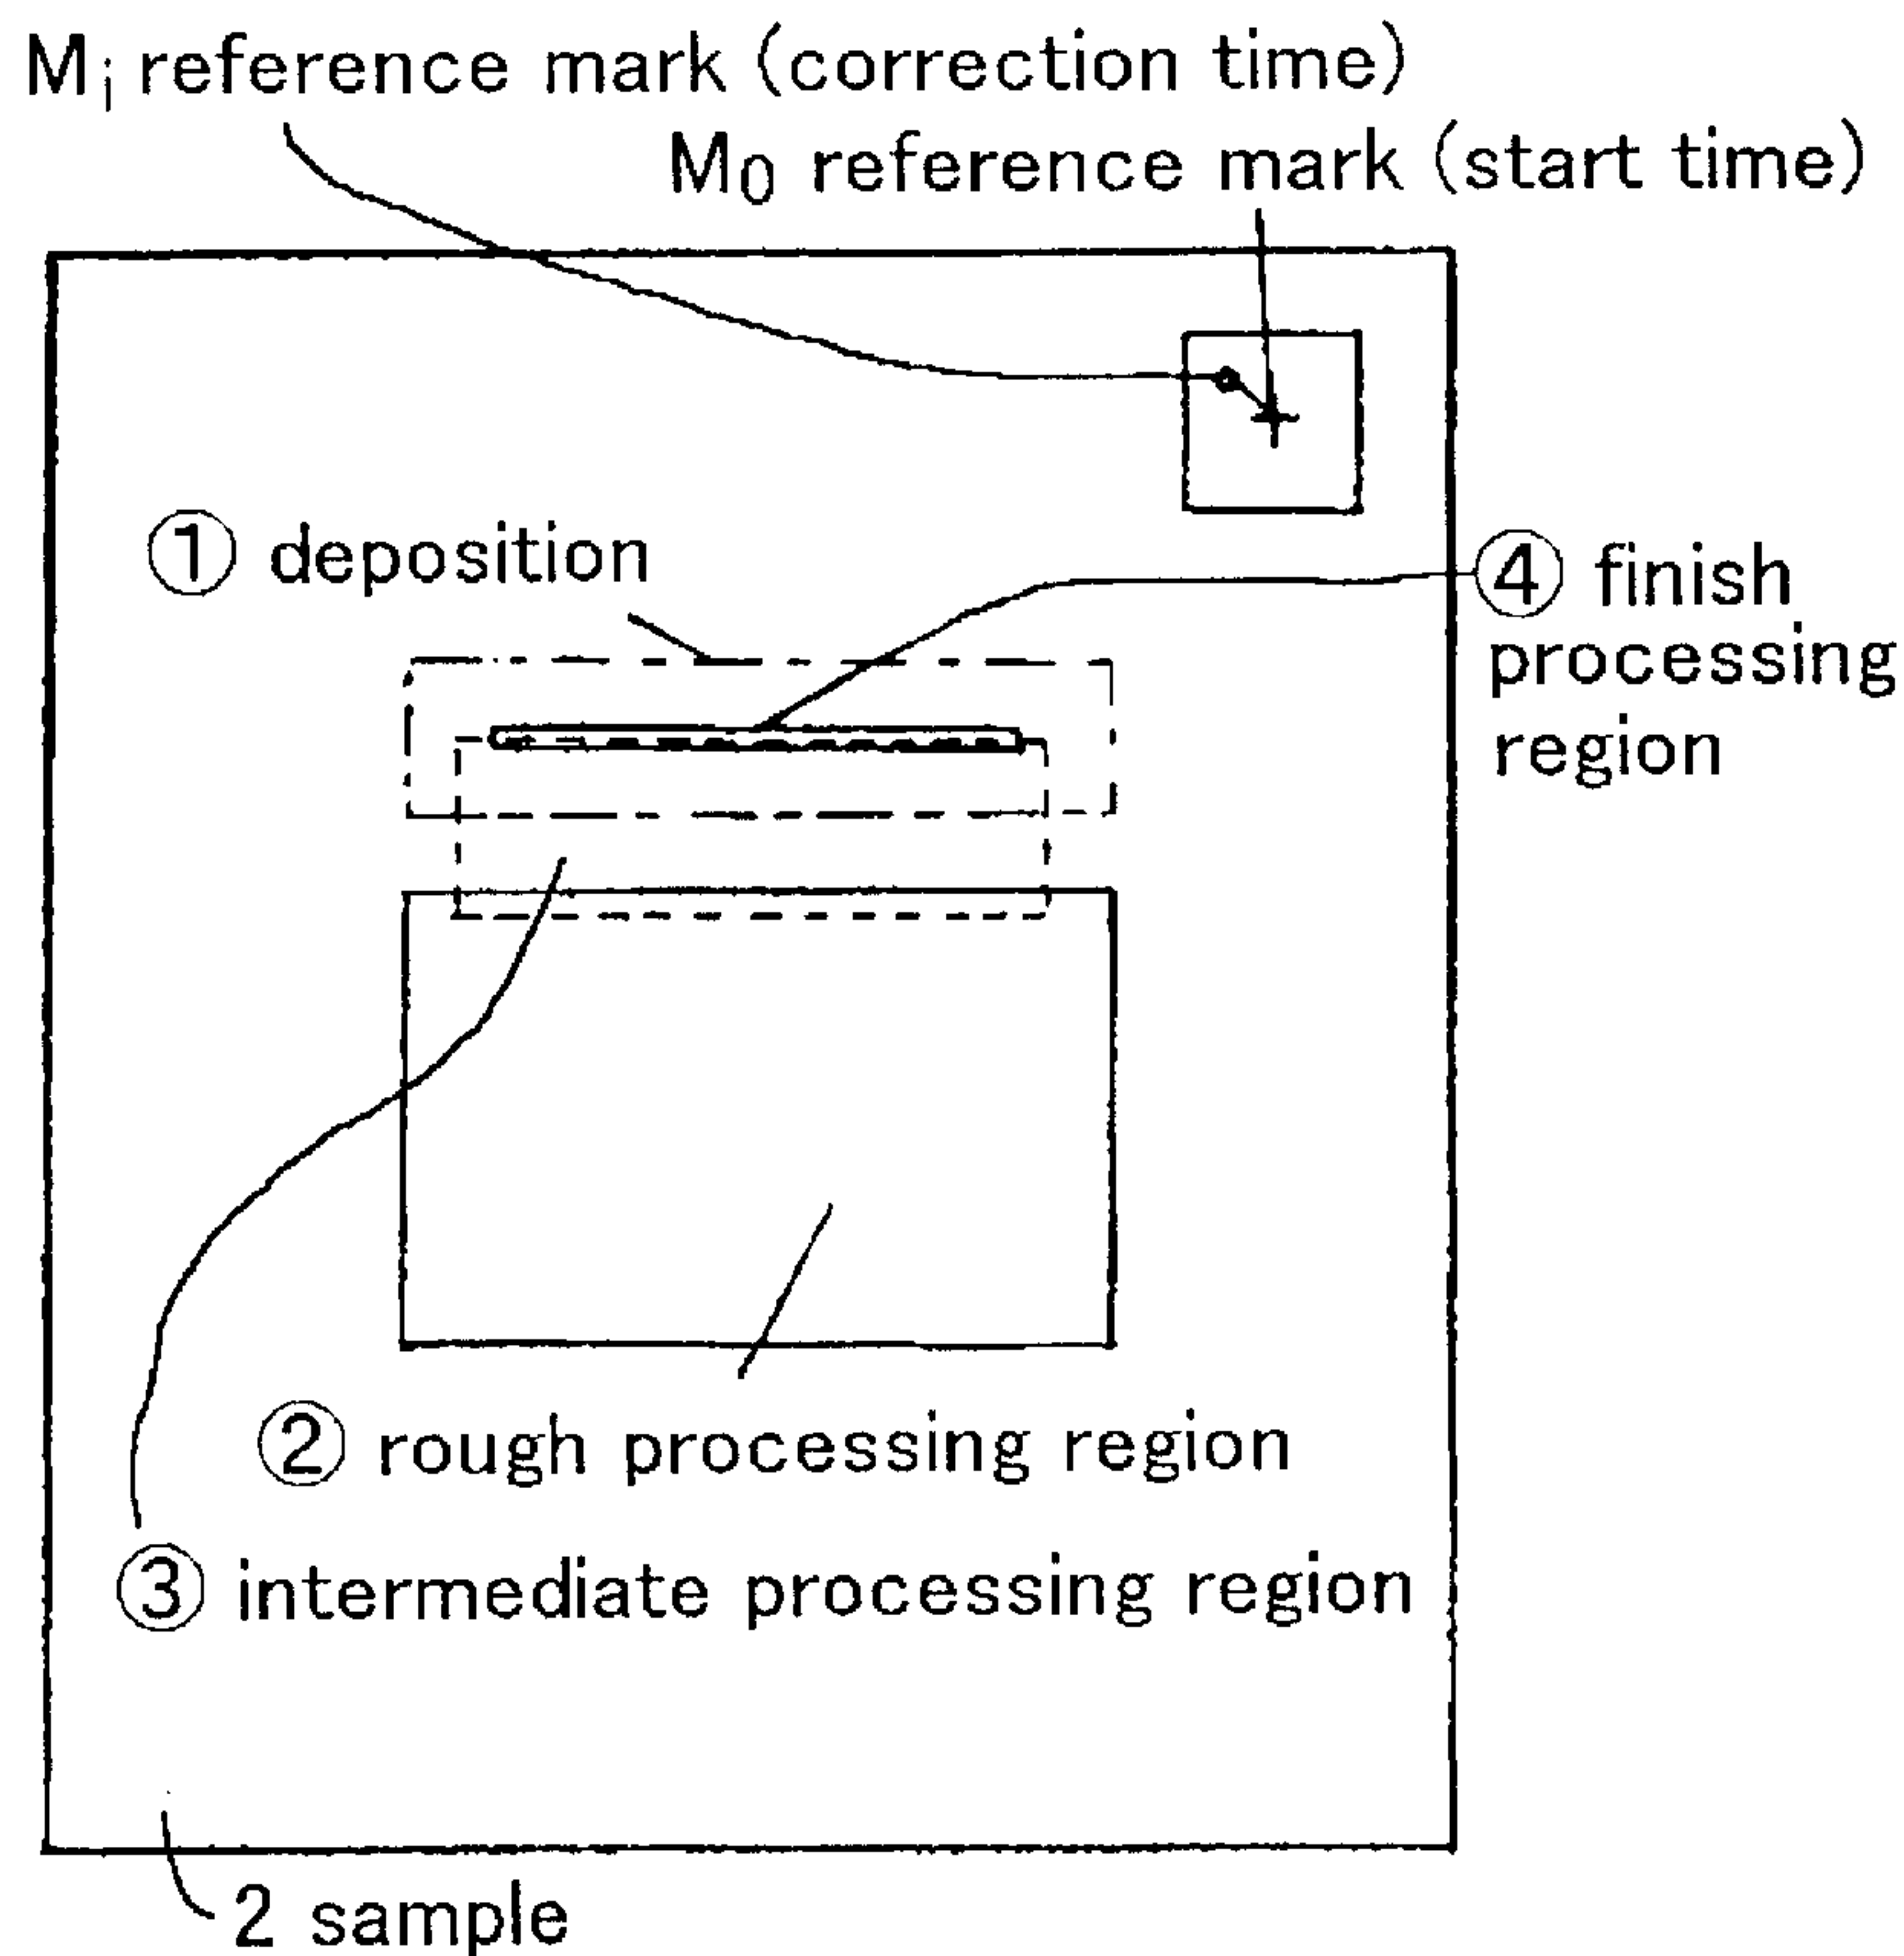 Mi reference mark (correction time)
M0 reference mark (start time)
① deposition
④ finish
processing
region
② rough processing region
③ intermediate processing region
2 sample